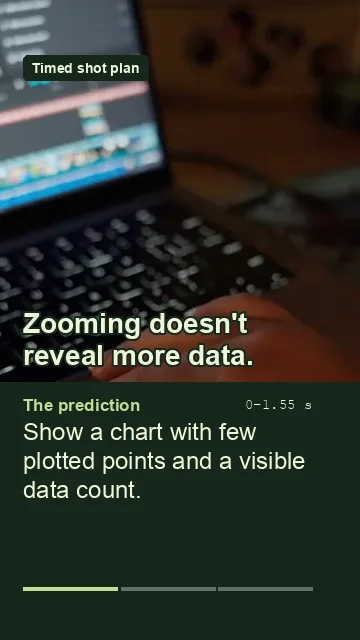 Timed shot plan
Zooming doesn't
reveal more data.
The prediction
0–1.55 s
Show a chart with few
plotted points and a visible
data count.